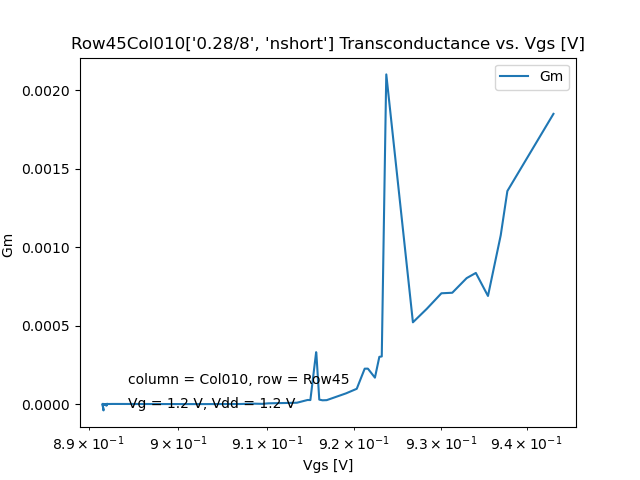 Row45Col010['0.28/8', 'nshort'] Transconductance vs. Vgs [V]
Gm
0.0020
0.0015
0.0010
0.0005
0.0000
Gm
column = Col010, row = Row45
Vg = 1.2 V, Vdd = 1.2 V
8.9 × 10⁻¹ 9 × 10⁻¹ 9.1 × 10⁻¹ 9.2 × 10⁻¹ 9.3 × 10⁻¹ 9.4 × 10⁻¹
Vgs [V]